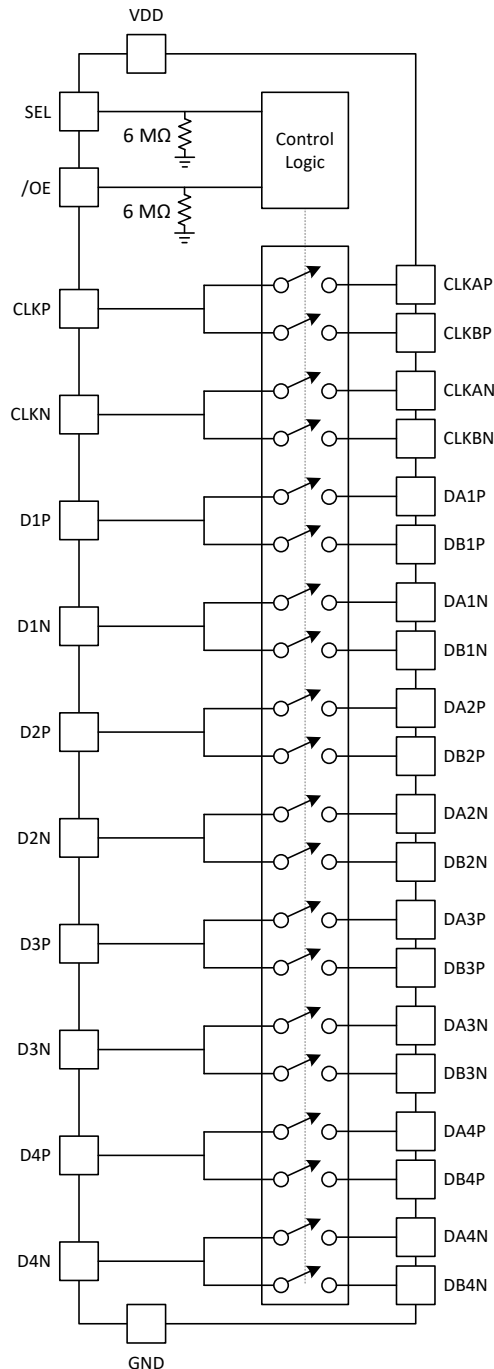 VDD
SEL
6 MΩ
Control
Logic
/OE
6 MΩ
CLKAP
CLKP
CLKBP
CLKAN
CLKN
CLKBN
DA1P
D1P
DB1P
DA1N
D1N
DB1N
DA2P
D2P
DB2P
DA2N
D2N
DB2N
DA3P
D3P
DB3P
DA3N
D3N
DB3N
DA4P
D4P
DB4P
DA4N
D4N
DB4N
GND